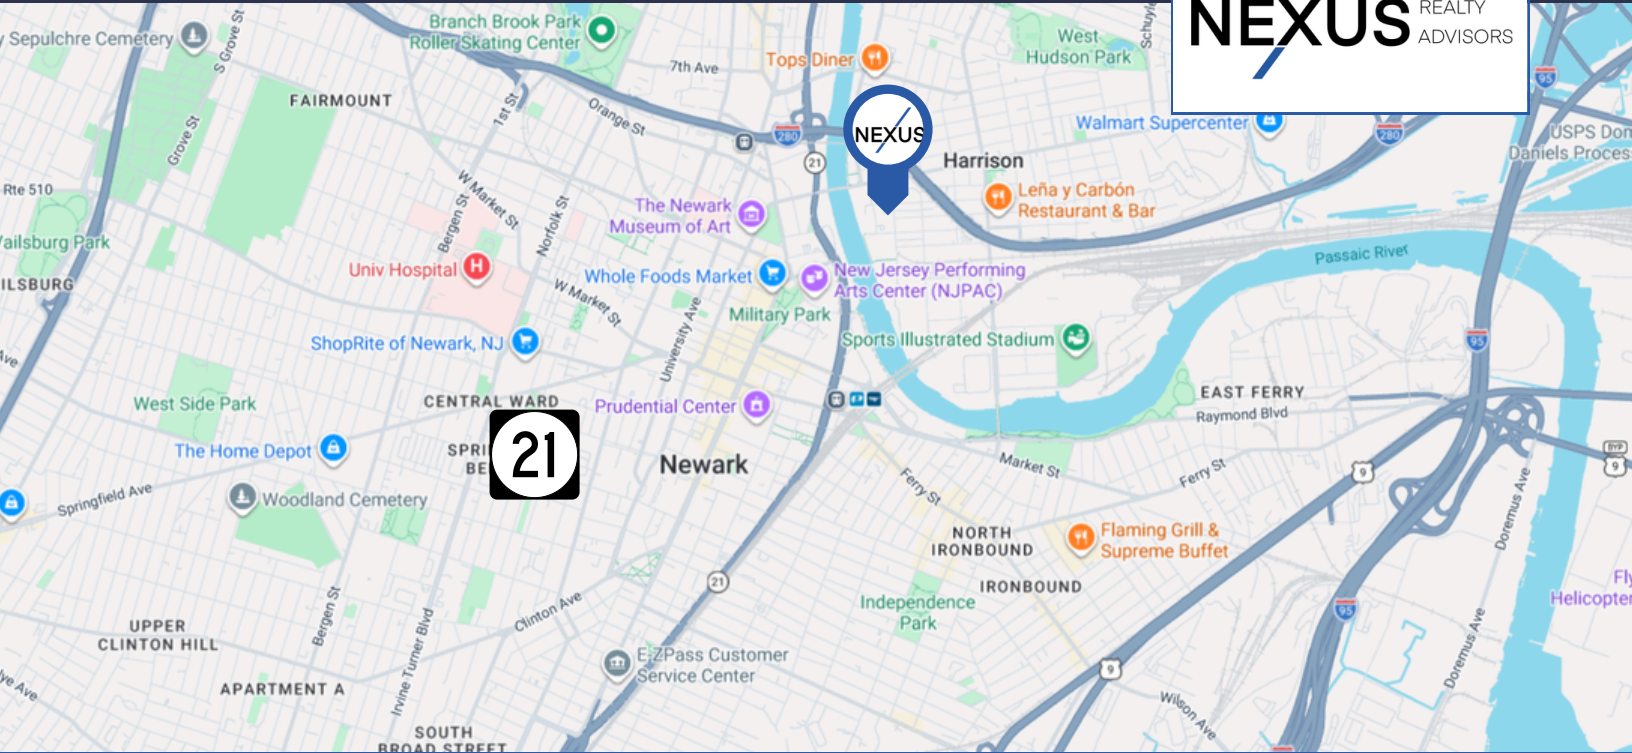 Sepulchre Cemetery
S Grove St
Branch Brook Park
Roller Skating Center
7th Ave
Tops Diner
West
Hudson Park
NEXUS
REALTY
ADVISORS
95
FAIRMOUNT
1st St
Orange St
Grove St
280
21
NEXUS
Harrison
Walmart Supercenter
280
USPS
Daniels
Rte 510
W Market St
Bergen St
Norfolk St
The Newark
Museum of Art
Leña y Carbón
Restaurant & Bar
Park
Univ Hospital
H
Whole Foods Market
New Jersey Performing
Arts Center (NJPAC)
Passaic River
W Market St
Military Park
University Ave
ShopRite of Newark, NJ
Sports Illustrated Stadium
95
Ave
West Side Park
CENTRAL WARD
Prudential Center
EAST FERRY
Raymond Blvd
The Home Depot
21
Newark
Market St
Ferry St
Ferry St
9
BYP
9
Springfield Ave
Woodland Cemetery
Doremus Ave
NORTH
IRONBOUND
Flaming Grill &
Supreme Buffet
21
IRONBOUND
95
Helicopter
Independence
Park
Bergen St
Clinton Ave
Irvine Turner Blvd
UPPER
CLINTON HILL
E-ZPass Customer
Service Center
Doremus Ave
9
APARTMENT A
Ave
Wilson Ave
SOUTH
BROAD STREET